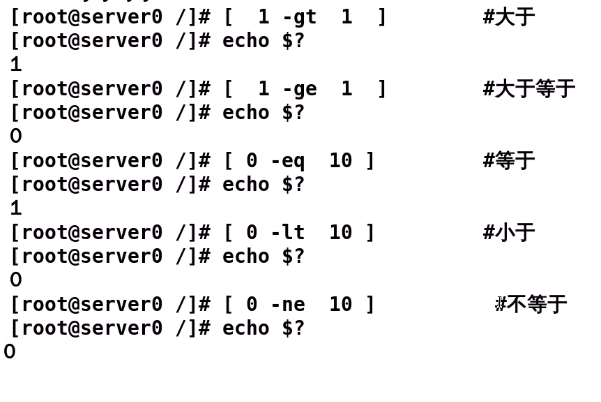 [root@server0 /]# [  1 -gt  1  ]        #大于
[root@server0 /]# echo $?
1
[root@server0 /]# [  1 -ge  1  ]        #大于等于
[root@server0 /]# echo $?
0
[root@server0 /]# [ 0 -eq  10 ]         #等于
[root@server0 /]# echo $?
1
[root@server0 /]# [ 0 -lt  10 ]         #小于
[root@server0 /]# echo $?
0
[root@server0 /]# [ 0 -ne  10 ]          #不等于
[root@server0 /]# echo $?
0